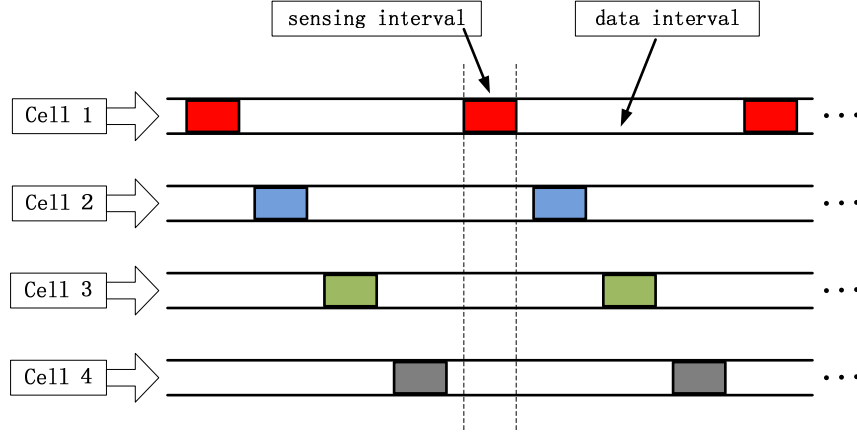 sensing interval
data interval
Cell 1
...
Cell 2
...
Cell 3
...
Cell 4
...